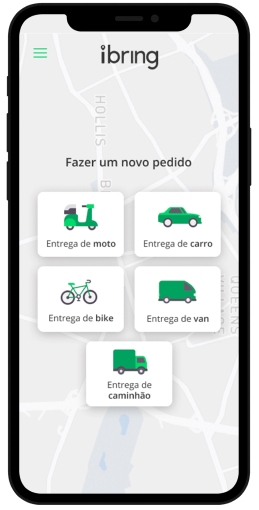 ibring
HOLLIS
Fazer um novo pedido
Entrega de moto
Entrega de carro
Entrega de bike
Entrega de van
QUEENS
Entrega de
caminhão